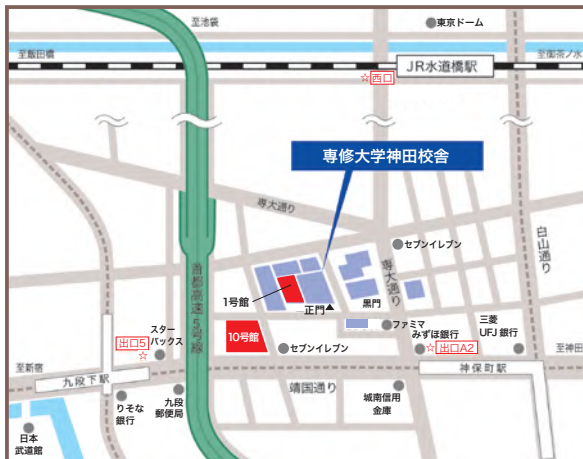 至池袋
東京ドーム
至飯田橋
至御茶ノ水
JR水道橋駅
☆西口
専修大学神田校舎
専大通り
セブンイレブン
白山通り
専大通り
首都高速5号線
1号館
正門▲
黒門
ファミマ
みずほ銀行
三菱
UFJ 銀行
出口5
☆
スター
バックス
10号館
セブンイレブン
☆出口A2
至新宿
九段下駅
神保町駅
至神田
りそな
銀行
九段
郵便局
靖国通り
城南信用
金庫
日本
武道館